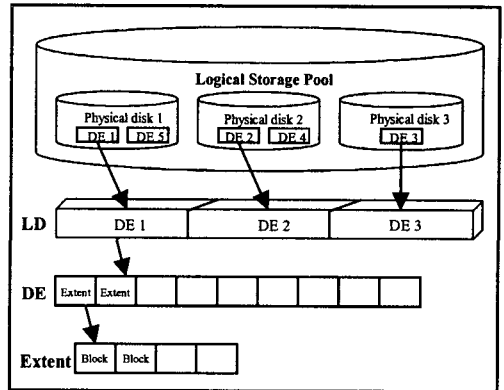 Logical Storage Pool
Physical disk 1 Physical disk 2 Physical disk 3
DE 1 DE 5 DE 2 DE 4 DE 3
LD DE 1 DE 2 DE 3
DE Extent Extent
Extent Block Block